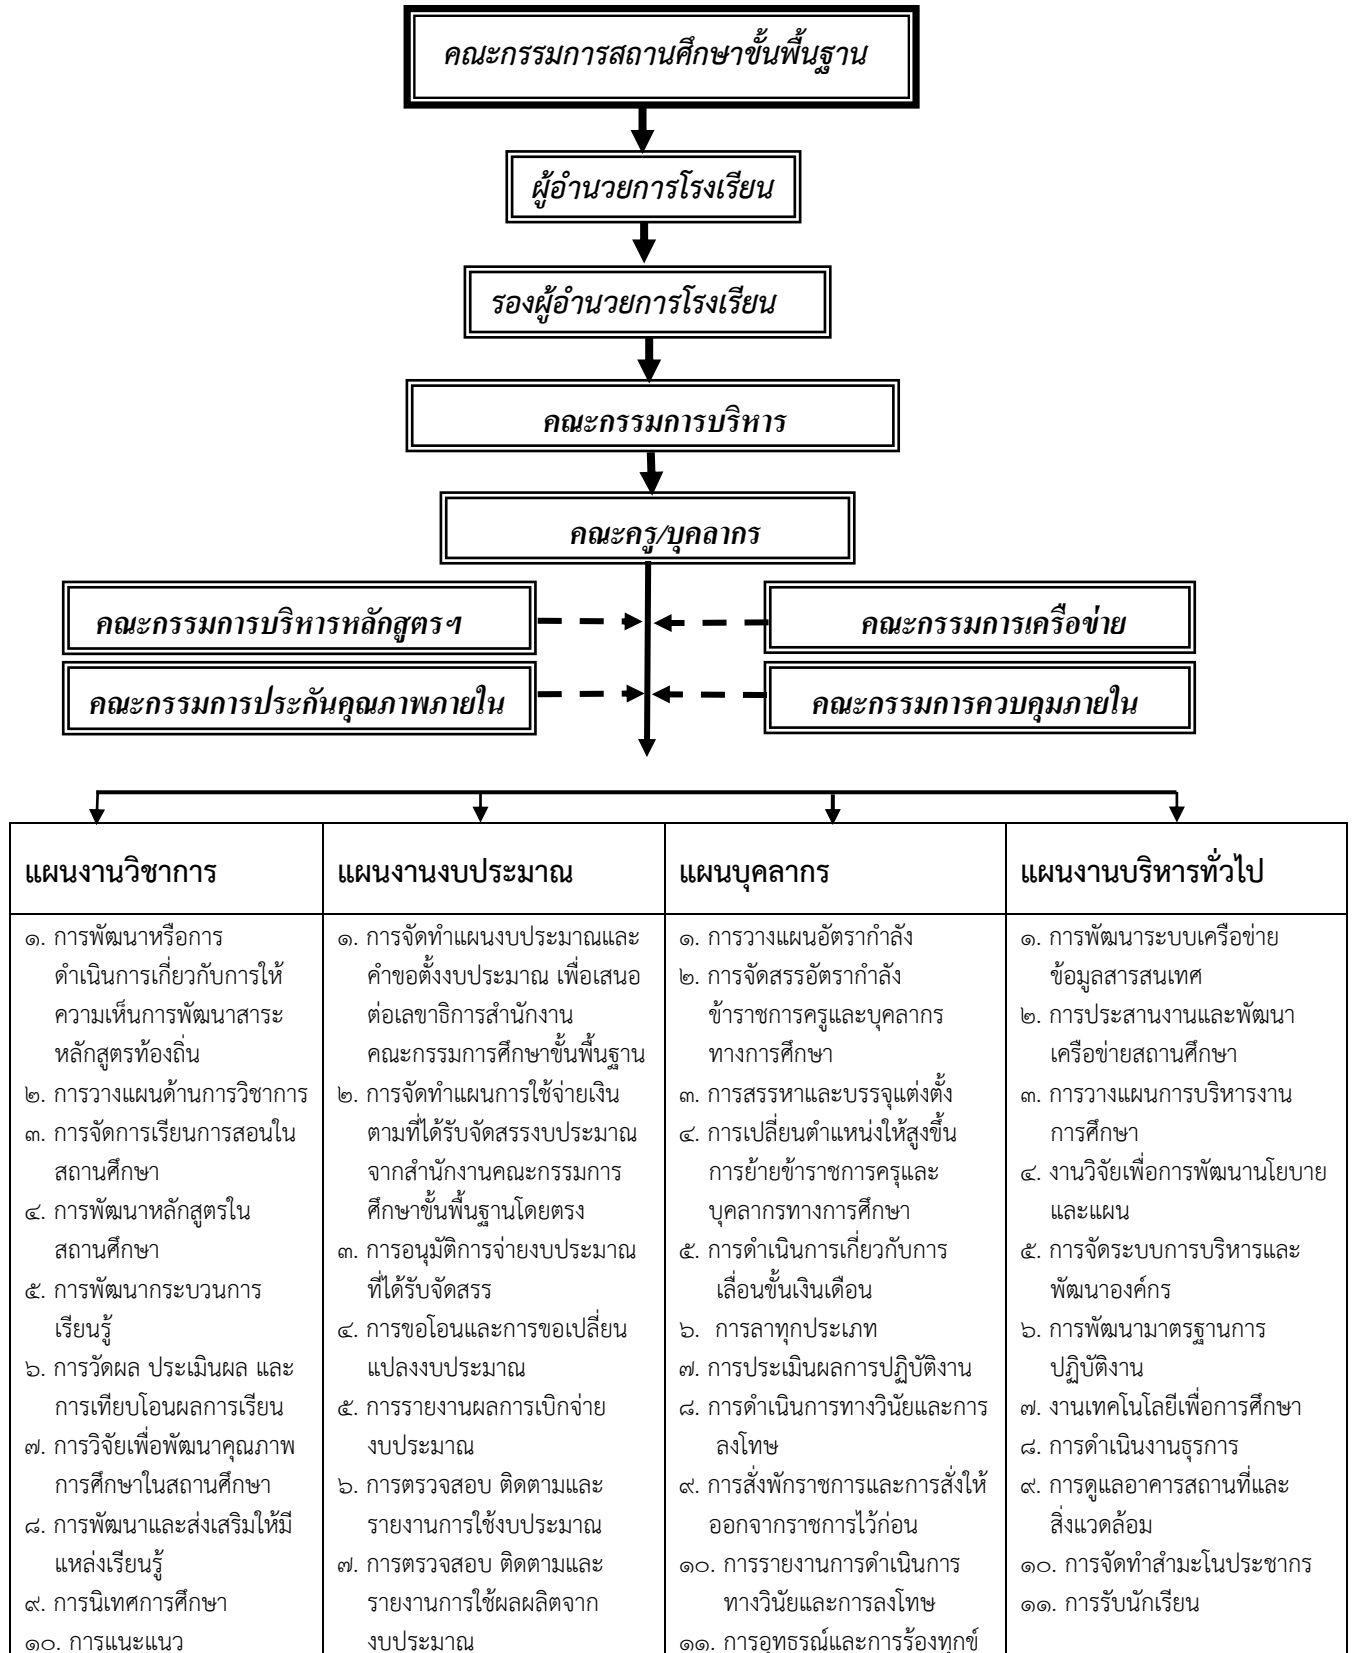 คณะกรรมการสถานศึกษาขั้นพื้นฐาน
ผู้อำนวยการโรงเรียน
รองผู้อำนวยการโรงเรียน
คณะกรรมการบริหาร
คณะครู/บุคลากร
คณะกรรมการบริหารหลักสูตรฯ
คณะกรรมการเครือข่าย
คณะกรรมการประกันคุณภาพภายใน
คณะกรรมการควบคุมภายใน
แผนงานวิชาการ
๑. การพัฒนาหรือการ
ดำเนินการเกี่ยวกับการให้
ความเห็นการพัฒนาสาระ
หลักสูตรท้องถิ่น
๒. การวางแผนด้านการวิชาการ
๓. การจัดการเรียนการสอนใน
สถานศึกษา
๔. การพัฒนาหลักสูตรใน
สถานศึกษา
๕. การพัฒนากระบวนการ
เรียนรู้
๖. การวัดผล ประเมินผล และ
การเทียบโอนผลการเรียน
๗. การวิจัยเพื่อพัฒนาคุณภาพ
การศึกษาในสถานศึกษา
๘. การพัฒนาและส่งเสริมให้มี
แหล่งเรียนรู้
๙. การนิเทศการศึกษา
๑๐. การแนะแนว
แผนงานงบประมาณ
๑. การจัดทำแผนงบประมาณและ
คำขอตั้งงบประมาณ เพื่อเสนอ
ต่อเลขาธิการสำนักงาน
คณะกรรมการศึกษาขั้นพื้นฐาน
๒. การจัดทำแผนการใช้จ่ายเงิน
ตามที่ได้รับจัดสรรงบประมาณ
จากสำนักงานคณะกรรมการ
ศึกษาขั้นพื้นฐานโดยตรง
๓. การอนุมัติการจ่ายงบประมาณ
ที่ได้รับจัดสรร
๔. การขอโอนและการขอเปลี่ยน
แปลงงบประมาณ
๕. การรายงานผลการเบิกจ่าย
งบประมาณ
๖. การตรวจสอบ ติดตามและ
รายงานการใช้งบประมาณ
๗. การตรวจสอบ ติดตามและ
รายงานการใช้ผลผลิตจาก
งบประมาณ
แผนบุคลากร
๑. การวางแผนอัตรากำลัง
๒. การจัดสรรอัตรากำลัง
ข้าราชการครูและบุคลากร
ทางการศึกษา
๓. การสรรหาและบรรจุแต่งตั้ง
๔. การเปลี่ยนตำแหน่งให้สูงขึ้น
การย้ายข้าราชการครุและ
บุคลากรทางการศึกษา
๕. การดำเนินการเกี่ยวกับการ
เลื่อนขั้นเงินเดือน
๖. การลาทุกประเภท
๗. การประเมินผลการปฏิบัติงาน
๘. การดำเนินการทางวินัยและการ
ลงโทษ
๙. การสั่งพักราชการและการสั่งให้
ออกจากราชการไว้ก่อน
๑๐. การรายงานการดำเนินการ
ทางวินัยและการลงโทษ
๑๑. การอุทธรณ์และการร้องทุกข์
แผนงานบริหารทั่วไป
๑. การพัฒนาระบบเครือข่าย
ข้อมูลสารสนเทศ
๒. การประสานงานและพัฒนา
เครือข่ายสถานศึกษา
๓. การวางแผนการบริหารงาน
การศึกษา
๔. งานวิจัยเพื่อการพัฒนานโยบาย
และแผน
๕. การจัดระบบการบริหารและ
พัฒนาองค์กร
๖. การพัฒนามาตรฐานการ
ปฏิบัติงาน
๗. งานเทคโนโลยีเพื่อการศึกษา
๘. การดำเนินงานธุรการ
๙. การดูแลอาคารสถานที่และ
สิ่งแวดล้อม
๑๐. การจัดทำสำมะโนประชากร
๑๑. การรับนักเรียน